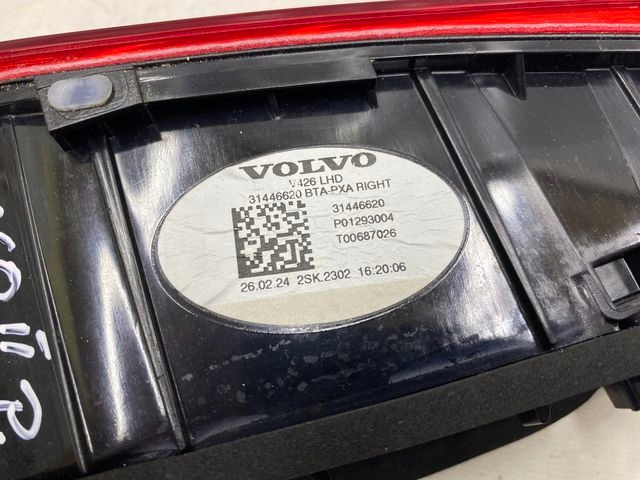 VOLVO
V426 LHD
31446620 BTA-PXA RIGHT
31446620
P01293004
T00687026
26.02.24 2SK.2302 16:20:06